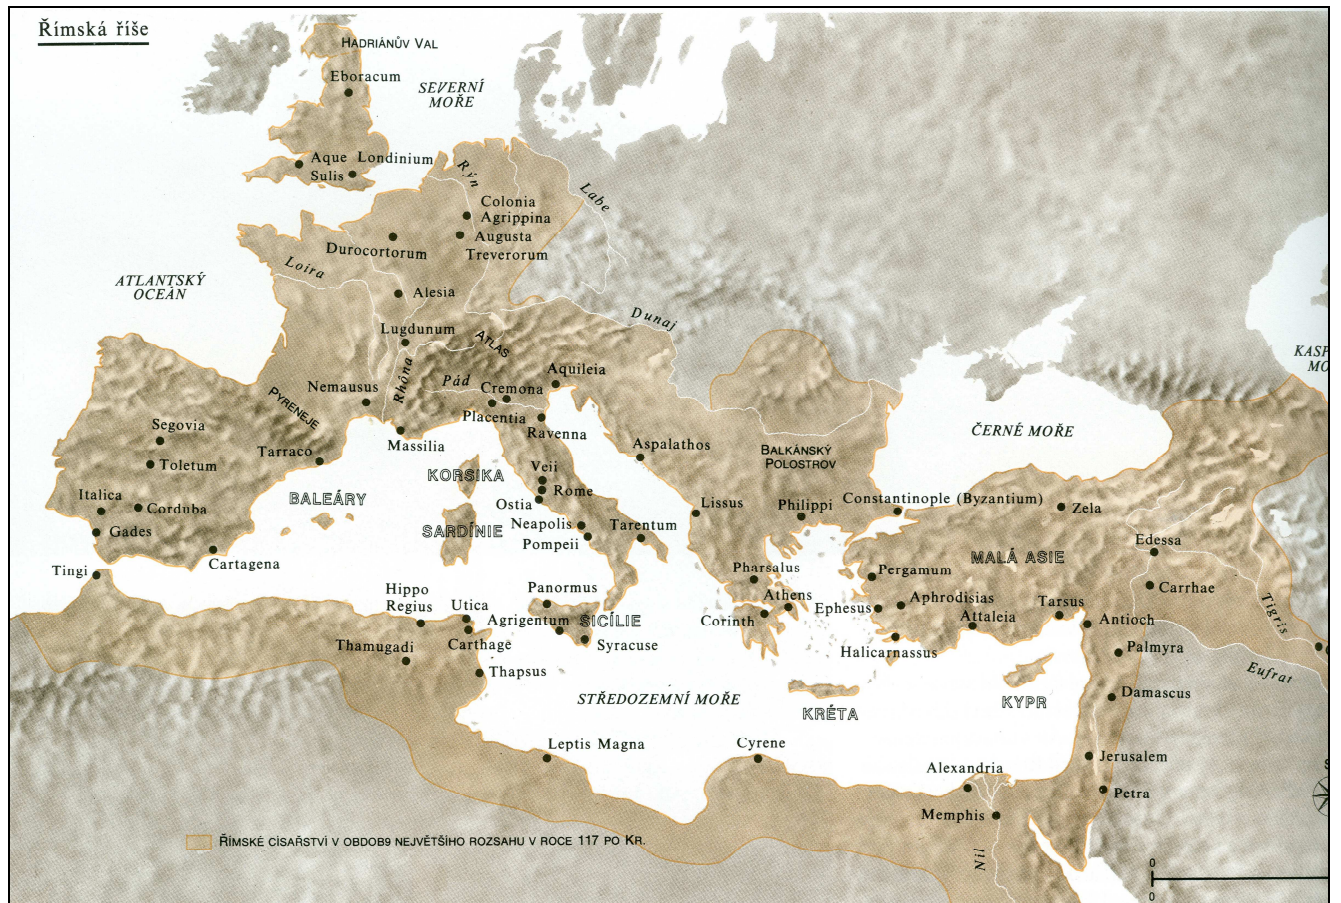 Římská říše
HADRIÁNŮV VAL
Eboracum
SEVERNÍ
MOŘE
Aque
Sulis
Londinium
Rýn
Labe
Colonia
Agrippina
Augusta
Treverorum
Durocortorum
Loira
ATLANTSKÝ
OCEÁN
Alesia
Dunaj
Lugdunum
ATLAS
KASP
MO
Rhôna
Pád
Aquileia
Nemausus
Cremona
PYRENEJE
Placentia
Ravenna
Segovia
Massilia
ČERNÉ MOŘE
Tarraco
Aspalathos
BALKÁNSKÝ
POLOSTROV
Toletum
KORSIKA
Veii
Rome
Italica
BALEÁRY
Ostia
Lissus
Philippi
Constantinople (Byzantium)
Zela
Corduba
Gades
SARDÍNIE
Neapolis
Tarentum
Pompeii
Edessa
MALÁ ASIE
Cartagena
Tingi
Pharsalus
Pergamum
Carrhae
Hippo
Regius
Panormus
Athens
Utica
Ephesus
Aphrodisias
Tarsus
Tigris
Agrigentum
SICÍLIE
Corinth
Attaleia
Antioch
Thamugadi
Carthage
Syracuse
Halicarnassus
Palmyra
Thapsus
Eufrat
STŘEDOZEMNÍ MOŘE
KRÉTA
KYPR
Damascus
Leptis Magna
Cyrene
Jerusalem
Alexandria
Petra
Memphis
ŘÍMSKÉ CÍSAŘSTVÍ V OBDOB9 NEJVĚTŠÍHO ROZSAHU V ROCE 117 PO KR.
Nil
0
0